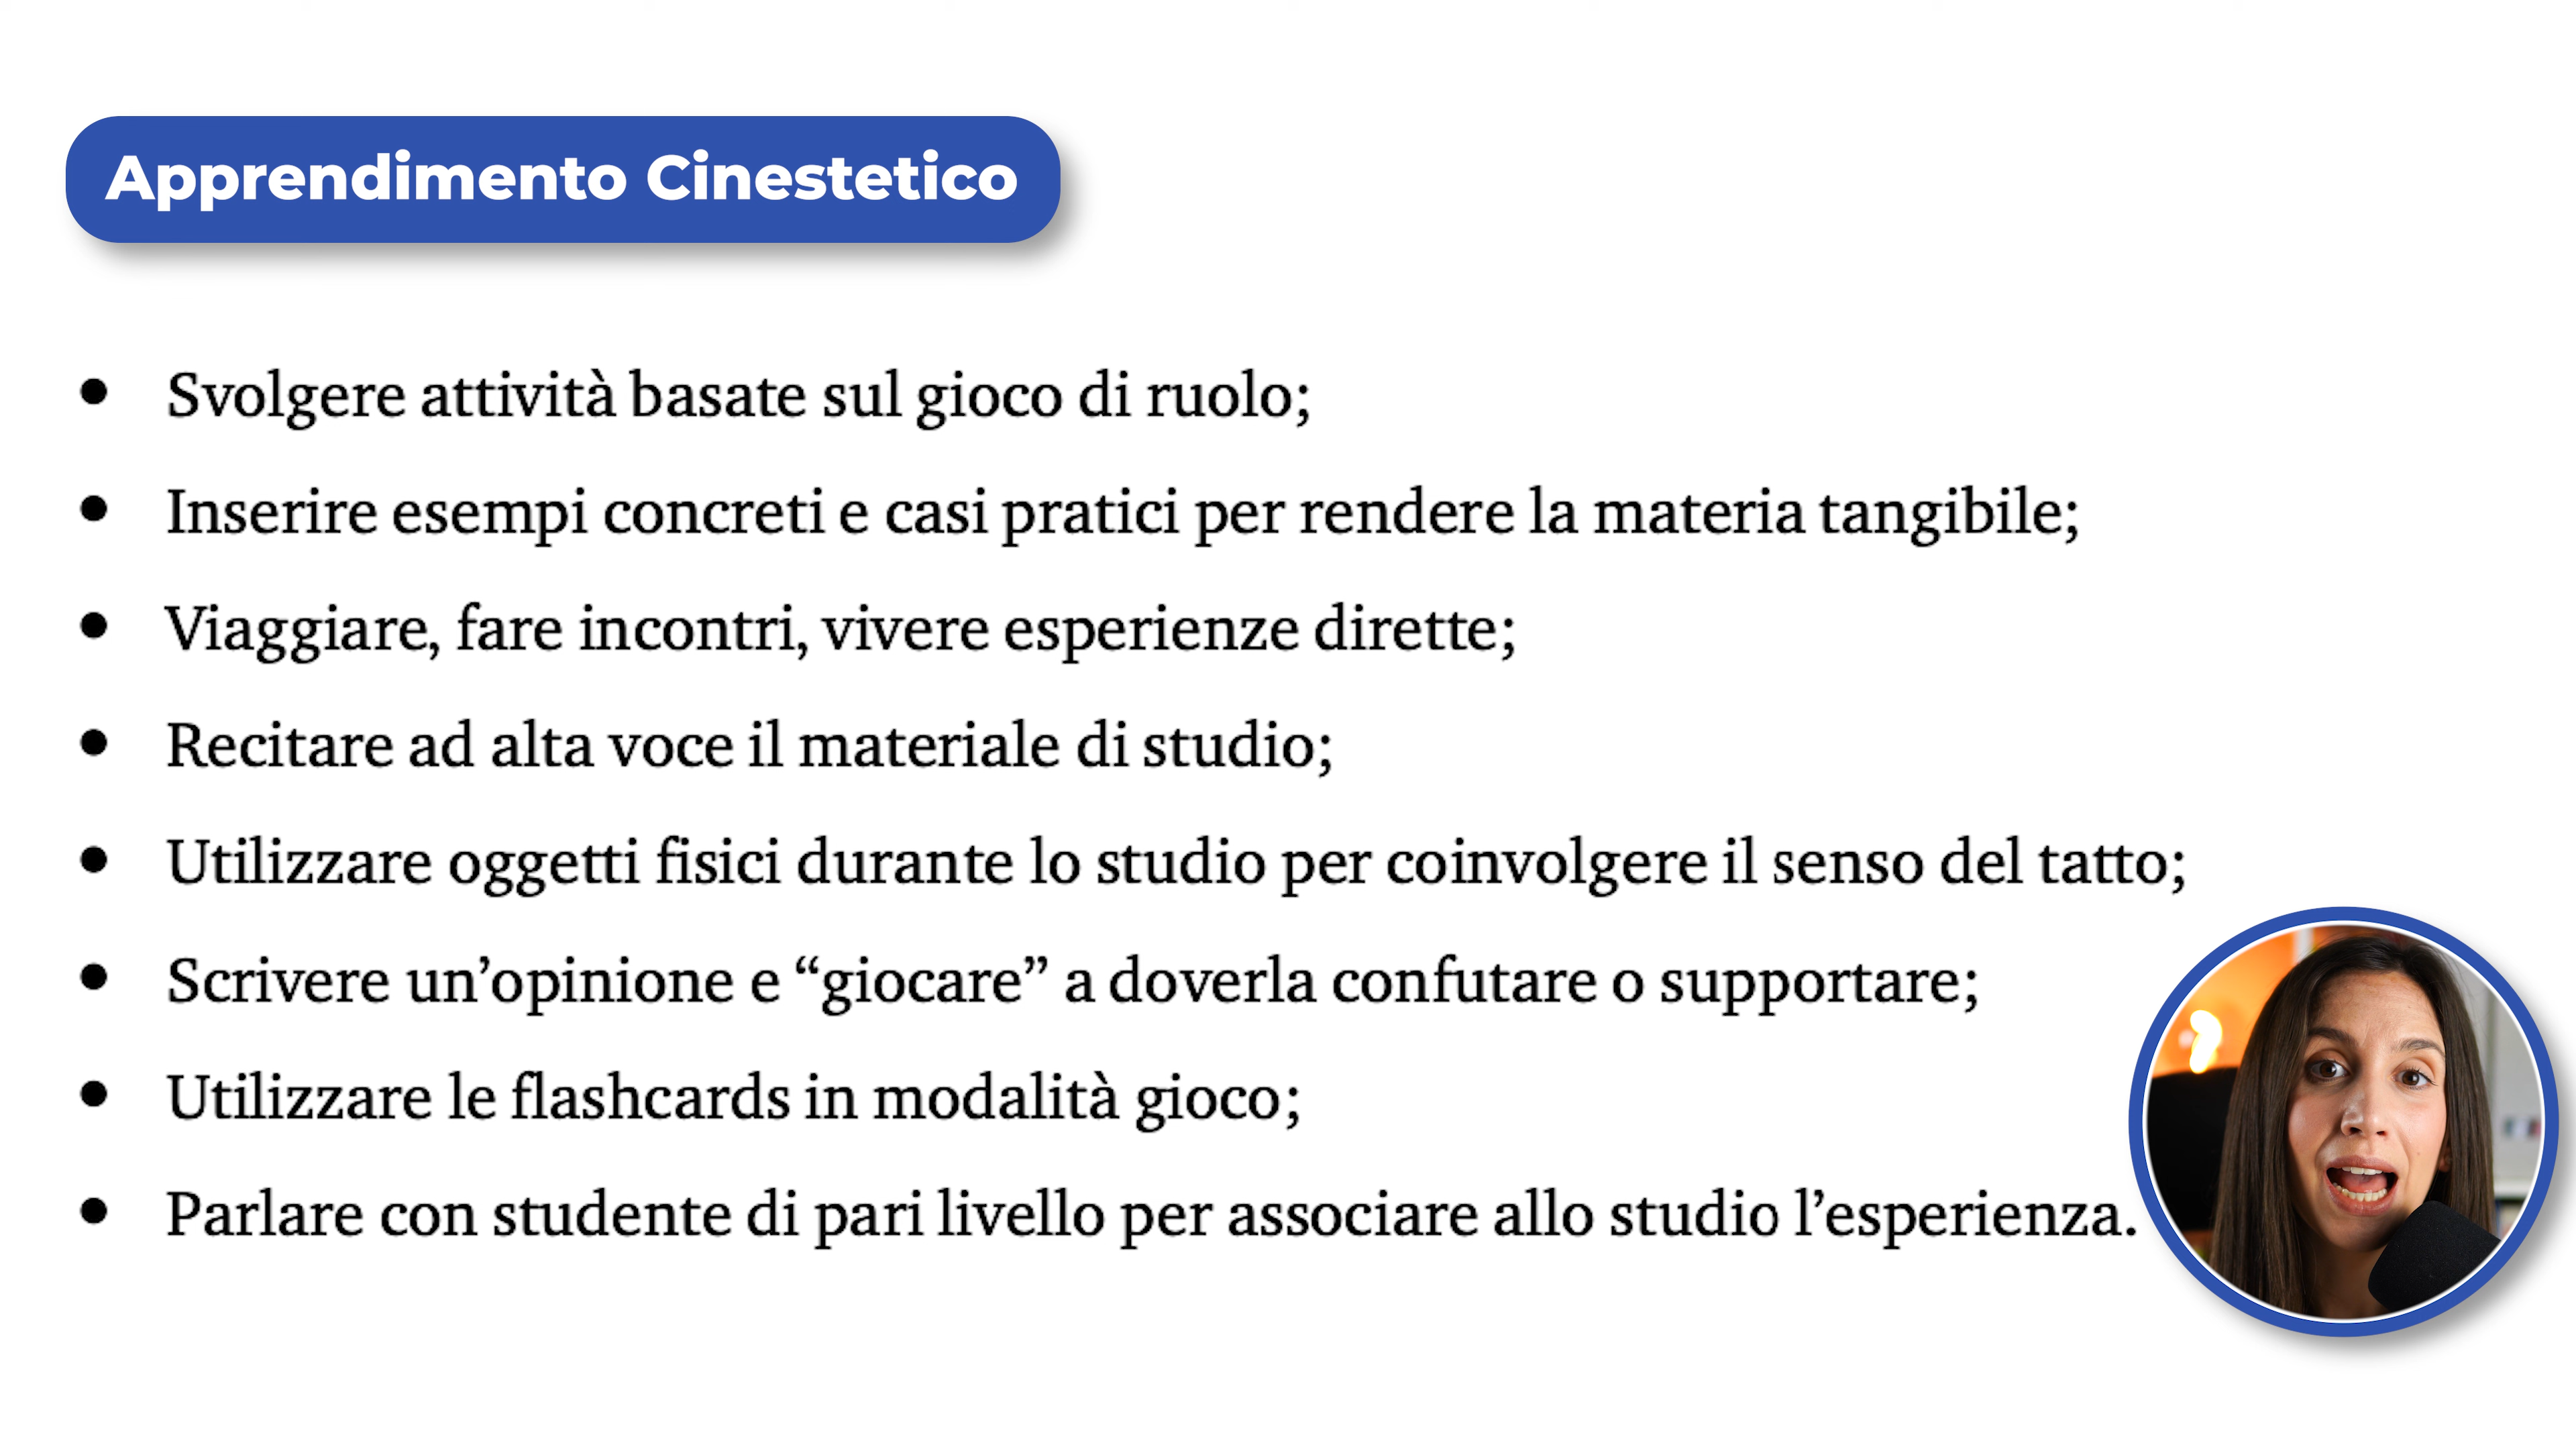 Apprendimento Cinestetico
• Svolgere attività basate sul gioco di ruolo;
• Inserire esempi concreti e casi pratici per rendere la materia tangibile;
• Viaggiare, fare incontri, vivere esperienze dirette;
• Recitare ad alta voce il materiale di studio;
• Utilizzare oggetti fisici durante lo studio per coinvolgere il senso del tatto;
• Scrivere un’opinione e “giocare” a doverla confutare o supportare;
• Utilizzare le flashcards in modalità gioco;
• Parlare con studente di pari livello per associare allo studio l’esperienza.